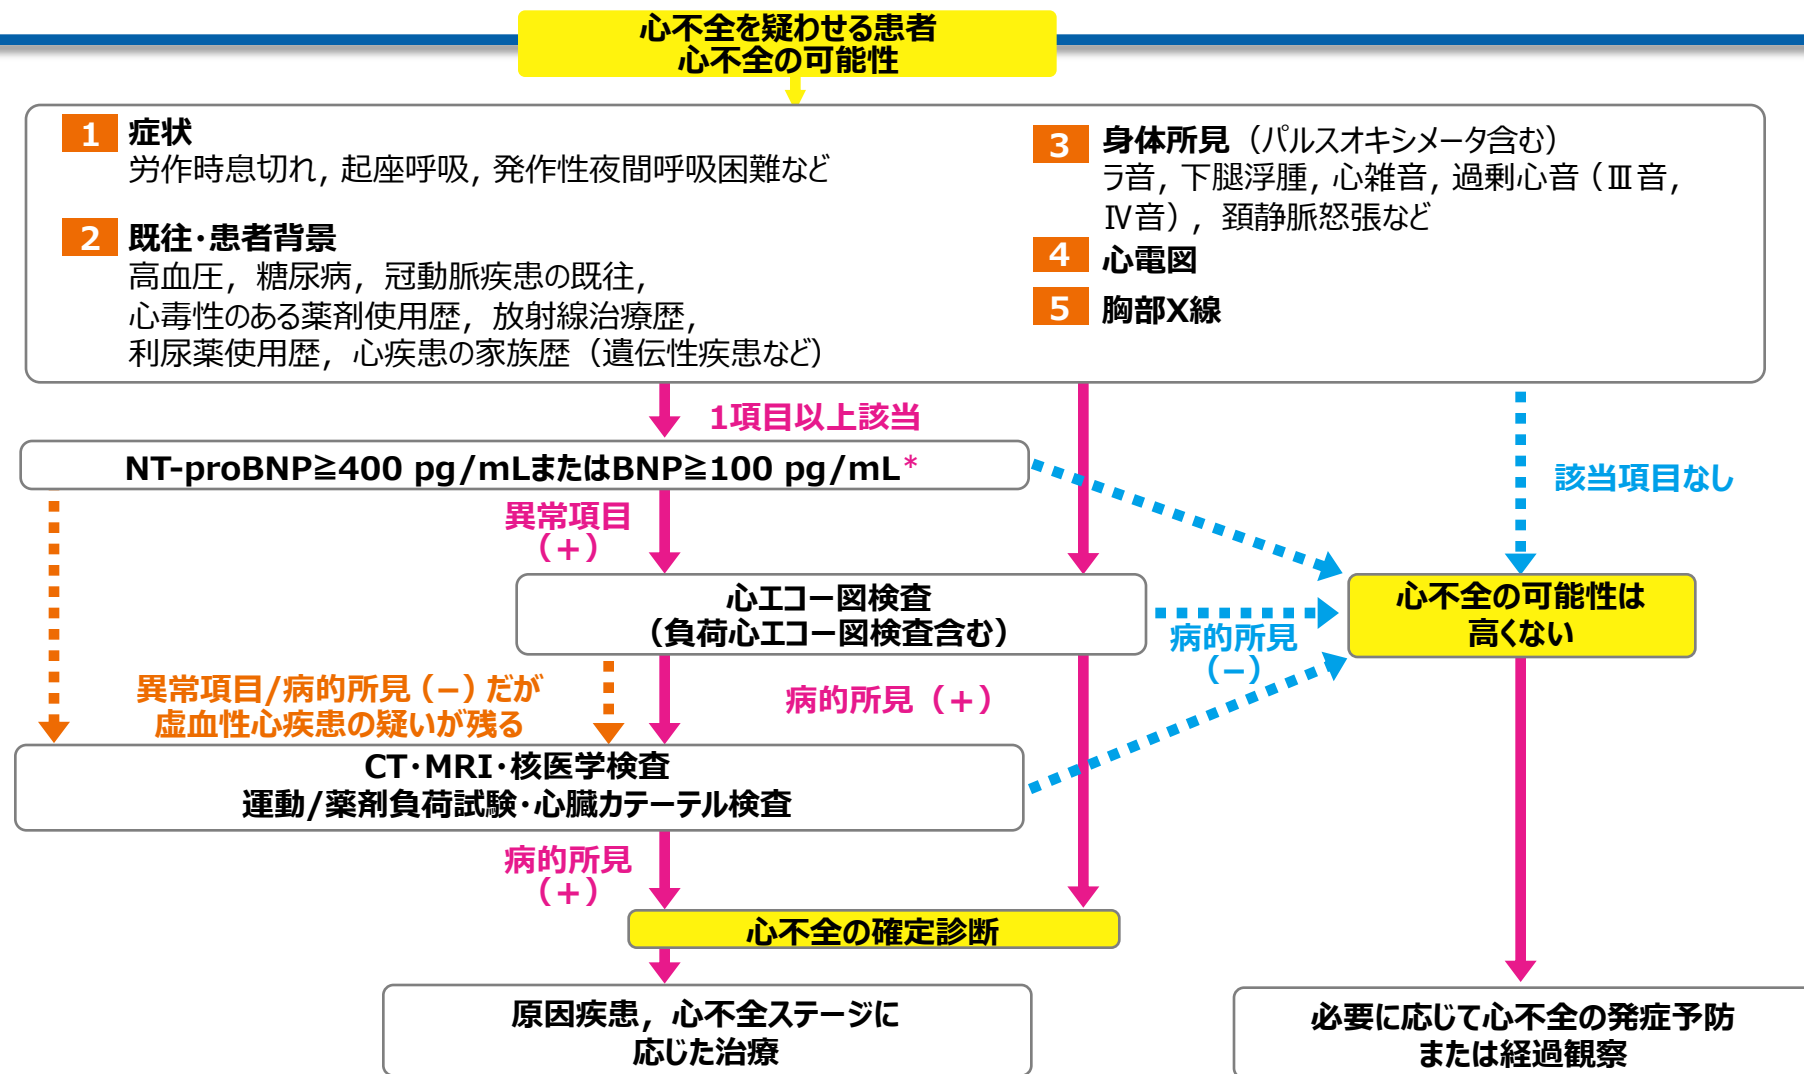 心不全を疑わせる患者
心不全の可能性
1 症状
労作時息切れ，起座呼吸，発作性夜間呼吸困難など
2 既往・患者背景
高血圧，糖尿病，冠動脈疾患の既往，
心毒性のある薬剤使用歴，放射線治療歴，
利尿薬使用歴，心疾患の家族歴（遺伝性疾患など）
3 身体所見（パルスオキシメータ含む）
ラ音，下腿浮腫，心雑音，過剰心音（Ⅲ音，
Ⅳ音），頚静脈怒張など
4 心電図
5 胸部X線
1項目以上該当
NT-proBNP≧400 pg/mLまたはBNP≧100 pg/mL*
該当項目なし
異常項目
（+）
心エコー図検査
（負荷心エコー図検査含む）
心不全の可能性は
高くない
病的所見
（−）
異常項目/病的所見（−）だが
虚血性心疾患の疑いが残る
病的所見（+）
CT・MRI・核医学検査
運動/薬剤負荷試験・心臓カテーテル検査
病的所見
（+）
心不全の確定診断
原因疾患，心不全ステージに
応じた治療
必要に応じて心不全の発症予防
または経過観察